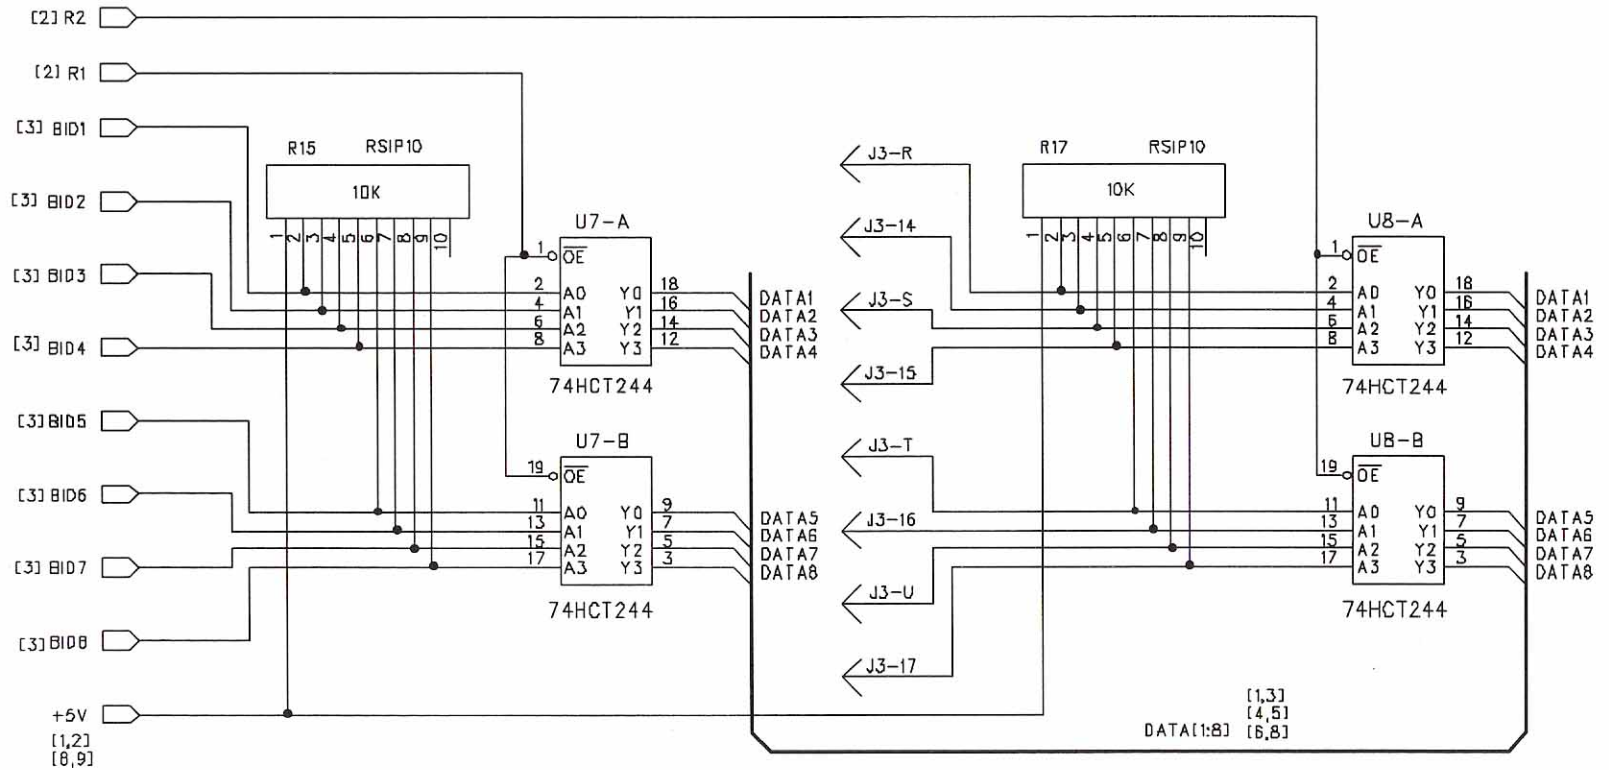 [2] R2
[2] R1
[3] BID1
[3] BID2
[3] BID3
[3] BID4
[3] BID5
[3] BID6
[3] BID7
[3] BID8
+5V
[1,2]
[8,9]
R15 RSIP10
10K
1 2 3 4 5 6 7 8 9 10
U7-A
1 OE
2 A0 Y0 18
4 A1 Y1 16
6 A2 Y2 14
8 A3 Y3 12
74HCT244
DATA1
DATA2
DATA3
DATA4
U7-B
19 OE
11 A0 Y0 9
13 A1 Y1 7
15 A2 Y2 5
17 A3 Y3 3
74HCT244
DATA5
DATA6
DATA7
DATA8
J3-R
J3-14
J3-S
J3-15
J3-T
J3-16
J3-U
J3-17
R17 RSIP10
10K
1 2 3 4 5 6 7 8 9 10
U8-A
1 OE
2 A0 Y0 18
4 A1 Y1 16
6 A2 Y2 14
8 A3 Y3 12
74HCT244
DATA1
DATA2
DATA3
DATA4
U8-B
19 OE
11 A0 Y0 9
13 A1 Y1 7
15 A2 Y2 5
17 A3 Y3 3
74HCT244
DATA5
DATA6
DATA7
DATA8
[1,3]
[4,5]
DATA[1:8] [6,8]